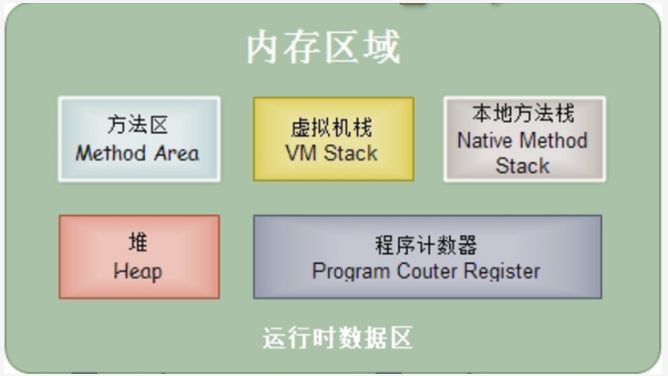 内存区域
方法区
Method Area
虚拟机栈
VM Stack
本地方法栈
Native Method
Stack
堆
Heap
程序计数器
Program Couter Register
运行时数据区